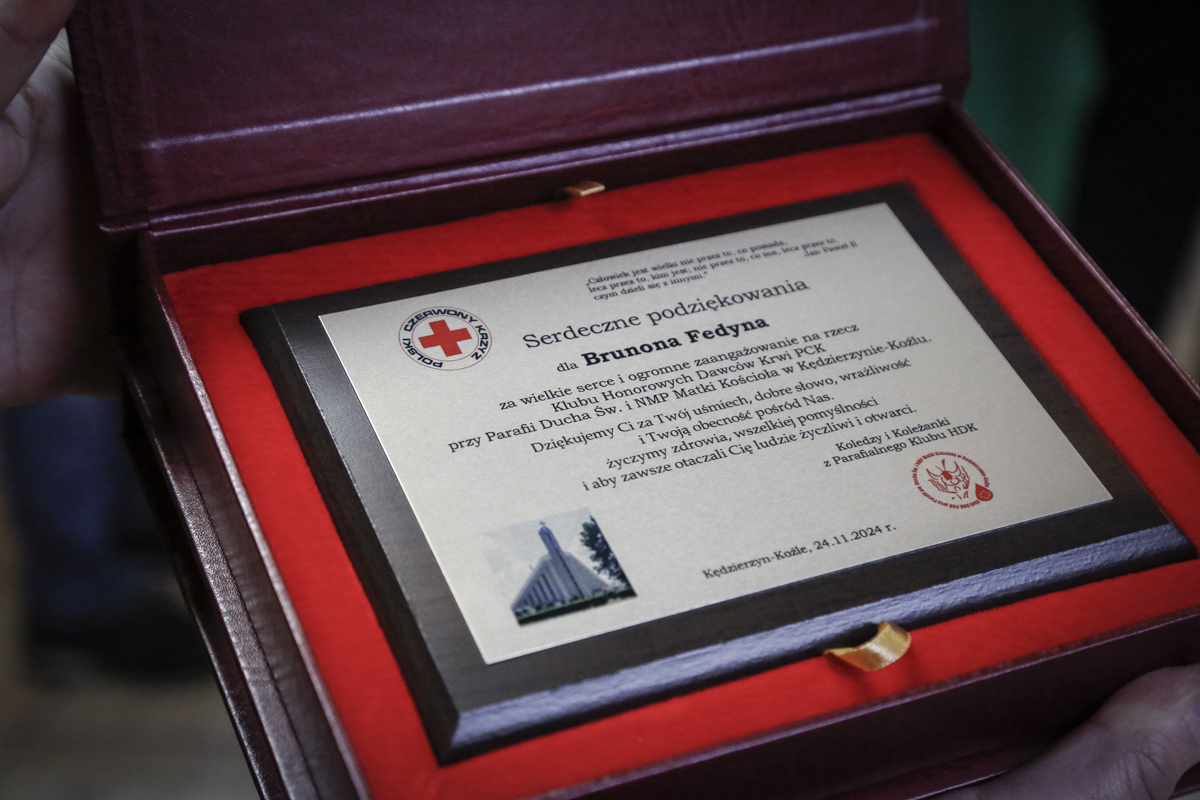 „Człowiek jest wielki nie przez to, co posiada,
lecz przez to, kim jest; nie przez to, co ma, lecz przez to,
czym dzieli się z innymi."
Jan Paweł II
POLSKI CZERWONY KRZYŻ
Serdeczne podziękowania
dla Brunona Fedyna
za wielkie serce i ogromne zaangażowanie na rzecz
Klubu Honorowych Dawców Krwi PCK
przy Parafii Ducha Św. i NMP Matki Kościoła w Kędzierzynie-Koźlu.
Dziękujemy Ci za Twój uśmiech, dobre słowo, wrażliwość
i Twoją obecność pośród Nas.
życzymy zdrowia, wszelkiej pomyślności
i aby zawsze otaczali Cię ludzie życzliwi i otwarci.
Koledzy i Koleżanki
z Parafialnego Klubu HDK
Kędzierzyn-Koźle, 24.11.2024 r.